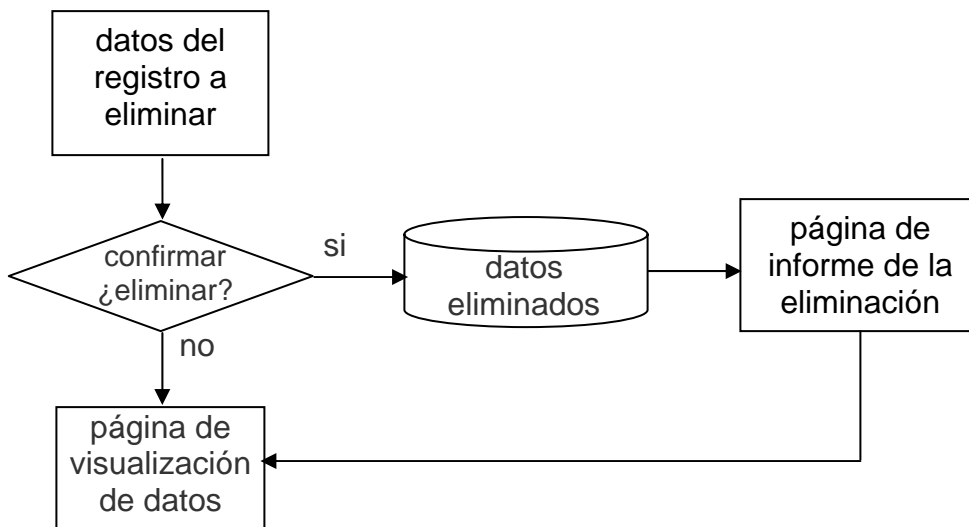 datos del
registro a
eliminar
confirmar
¿eliminar?
si
datos
eliminados
página de
informe de la
eliminación
no
página de
visualización
de datos